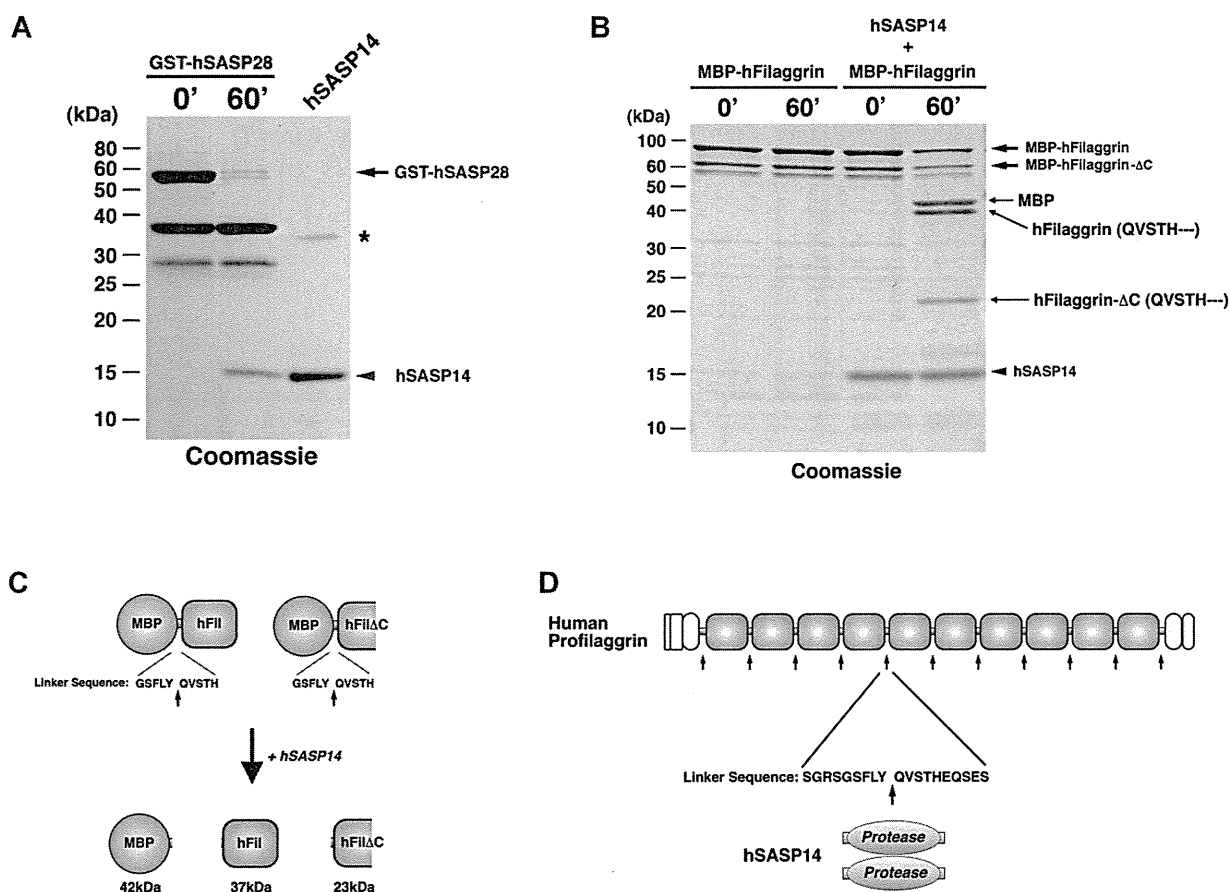 A
GST-hSASP28
hSASP14
0' 60'
(kDa)
80
60
50
40
30
25
20
15
10
GST-hSASP28
*
hSASP14
Coomassie
B
hSASP14
+
MBP-hFilaggrin MBP-hFilaggrin
0' 60' 0' 60'
(kDa)
100
60
50
40
30
20
15
10
MBP-hFilaggrin
MBP-hFilaggrin-ΔC
MBP
hFilaggrin (QVSTH---)
hFilaggrin-ΔC (QVSTH---)
hSASP14
Coomassie
C
MBP hFil MBP hFilΔC
Linker Sequence: GSFLY QVSTH GSFLY QVSTH
+ hSASP14
MBP hFil hFilΔC
42kDa 37kDa 23kDa
D
Human
Profilaggrin
Linker Sequence: SGRSGSFLY QVSTHEQSES
hSASP14
Protease
Protease